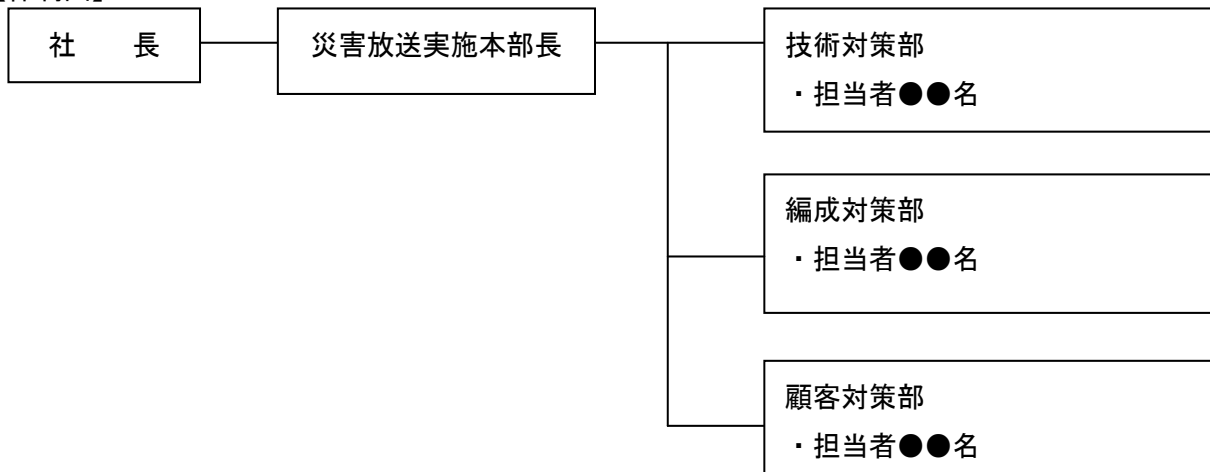 社　　長
災害放送実施本部長
技術対策部
・担当者●●名
編成対策部
・担当者●●名
顧客対策部
・担当者●●名